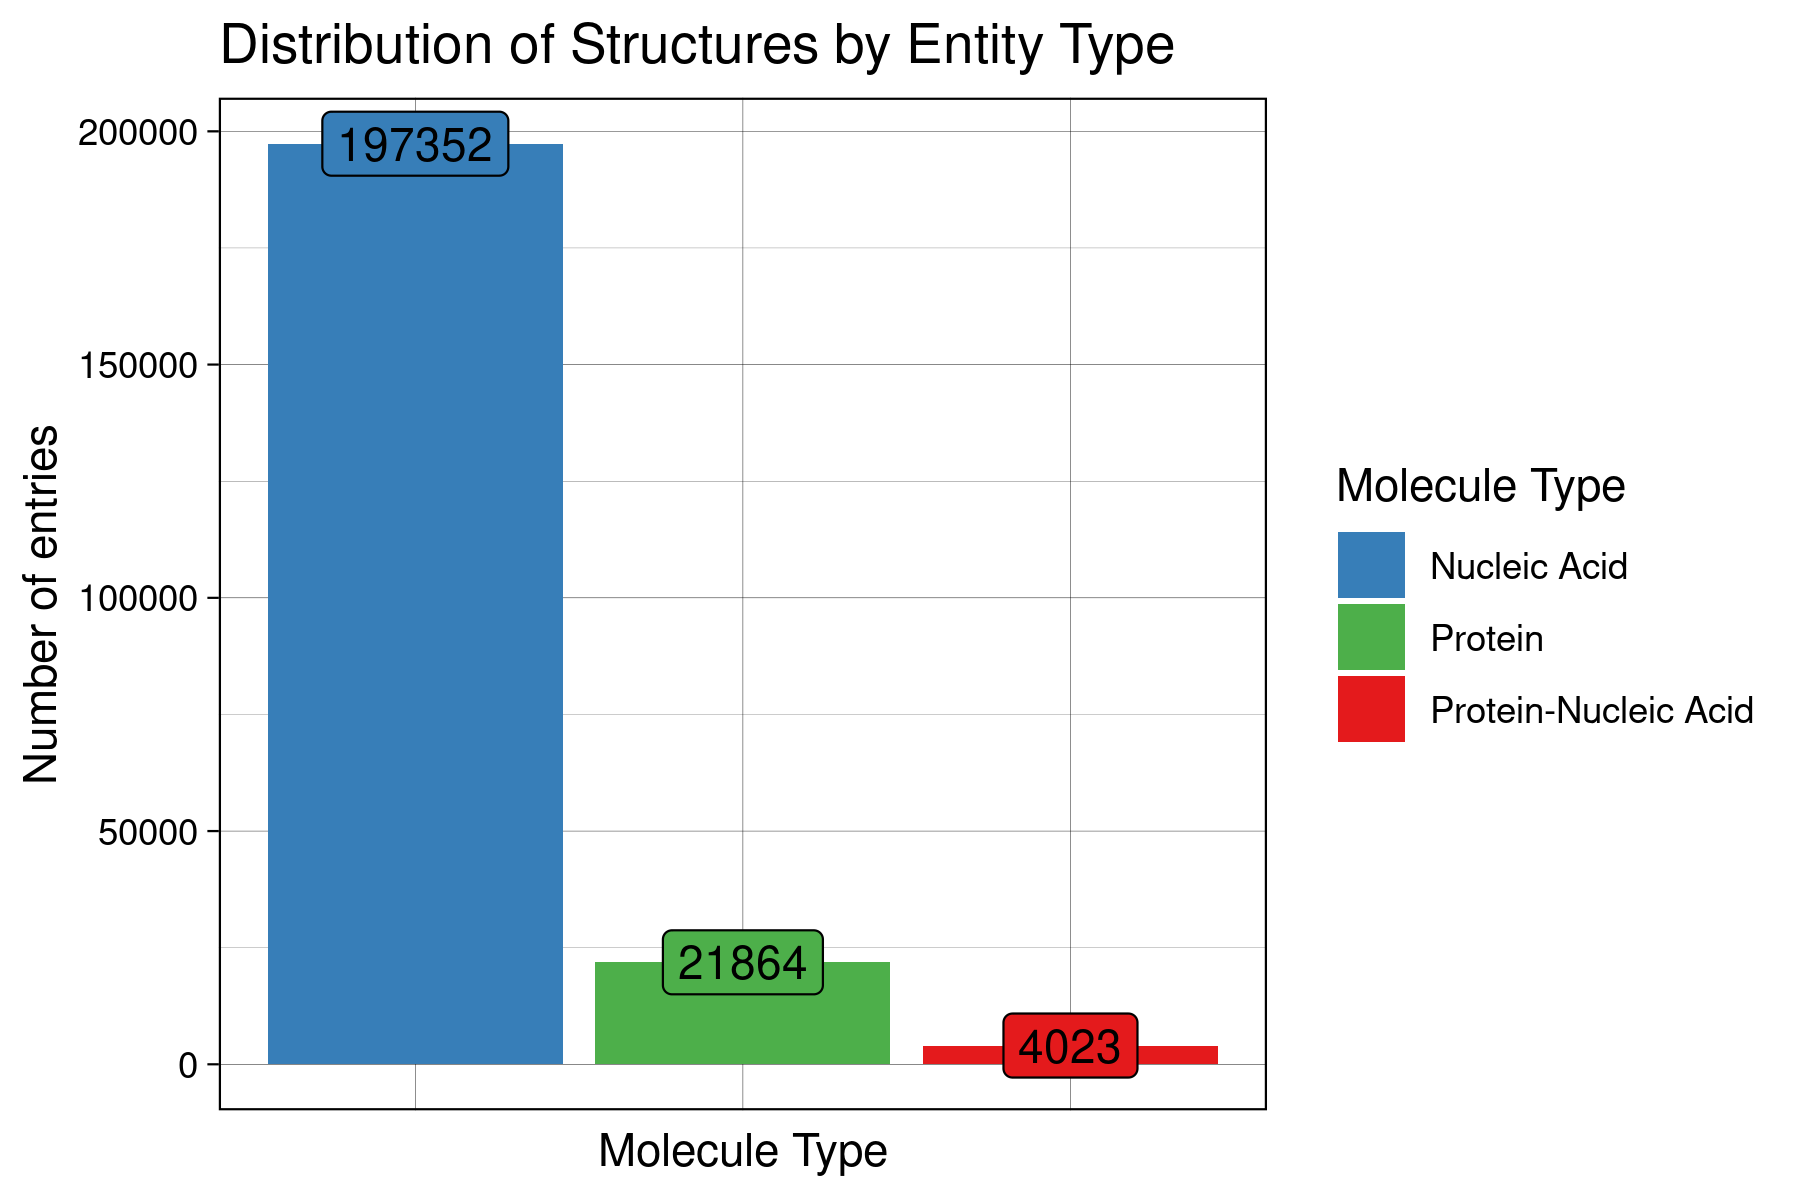 Distribution of Structures by Entity Type
Number of entries
200000
150000
100000
50000
0
197352
21864
4023
Molecule Type
Molecule Type
Nucleic Acid
Protein
Protein-Nucleic Acid